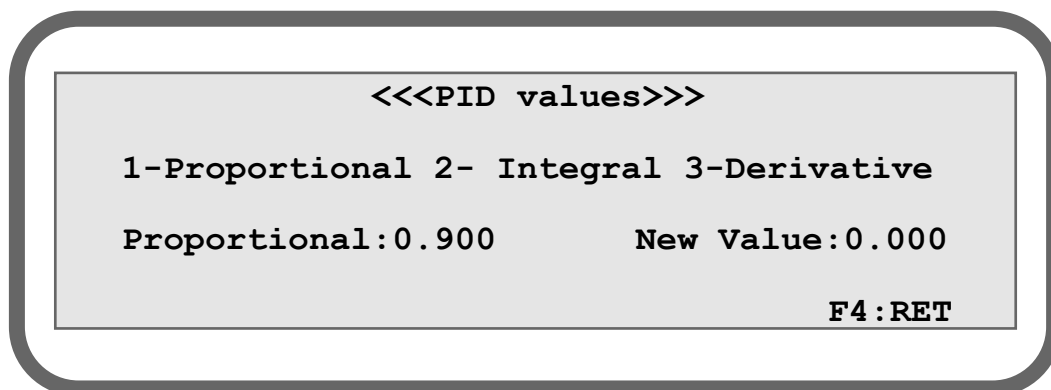 <<<PID values>>>
1-Proportional 2- Integral 3-Derivative
Proportional:0.900 New Value:0.000
F4:RET